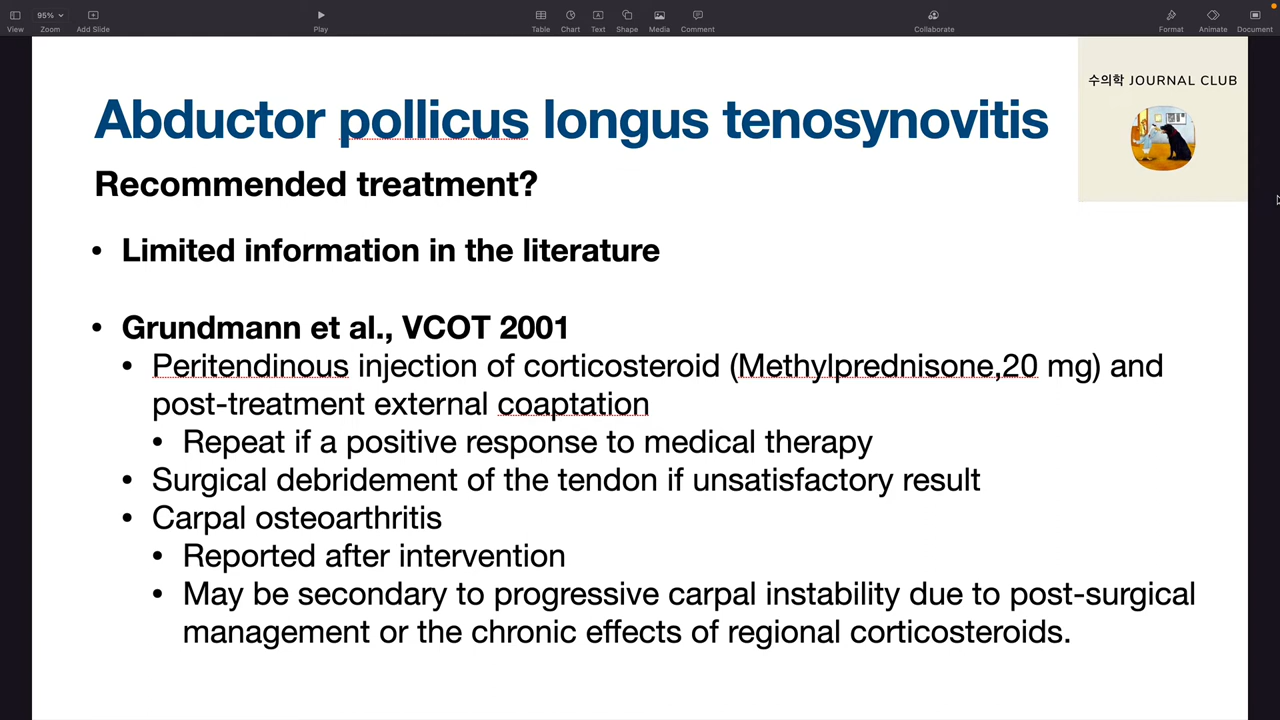 95%
View
Zoom
Add Slide
Play
Table
Chart
Text
Shape
Media
Comment
Collaborate
Format
Animate
Document
수의학 JOURNAL CLUB
Abductor pollicus longus tenosynovitis
Recommended treatment?
• Limited information in the literature
• Grundmann et al., VCOT 2001
• Peritendinous injection of corticosteroid (Methylprednisone,20 mg) and
post-treatment external coaptation
• Repeat if a positive response to medical therapy
• Surgical debridement of the tendon if unsatisfactory result
• Carpal osteoarthritis
• Reported after intervention
• May be secondary to progressive carpal instability due to post-surgical
management or the chronic effects of regional corticosteroids.